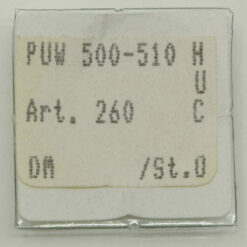 PUW 500-510 H
U
Art. 260 C
DM /St.0